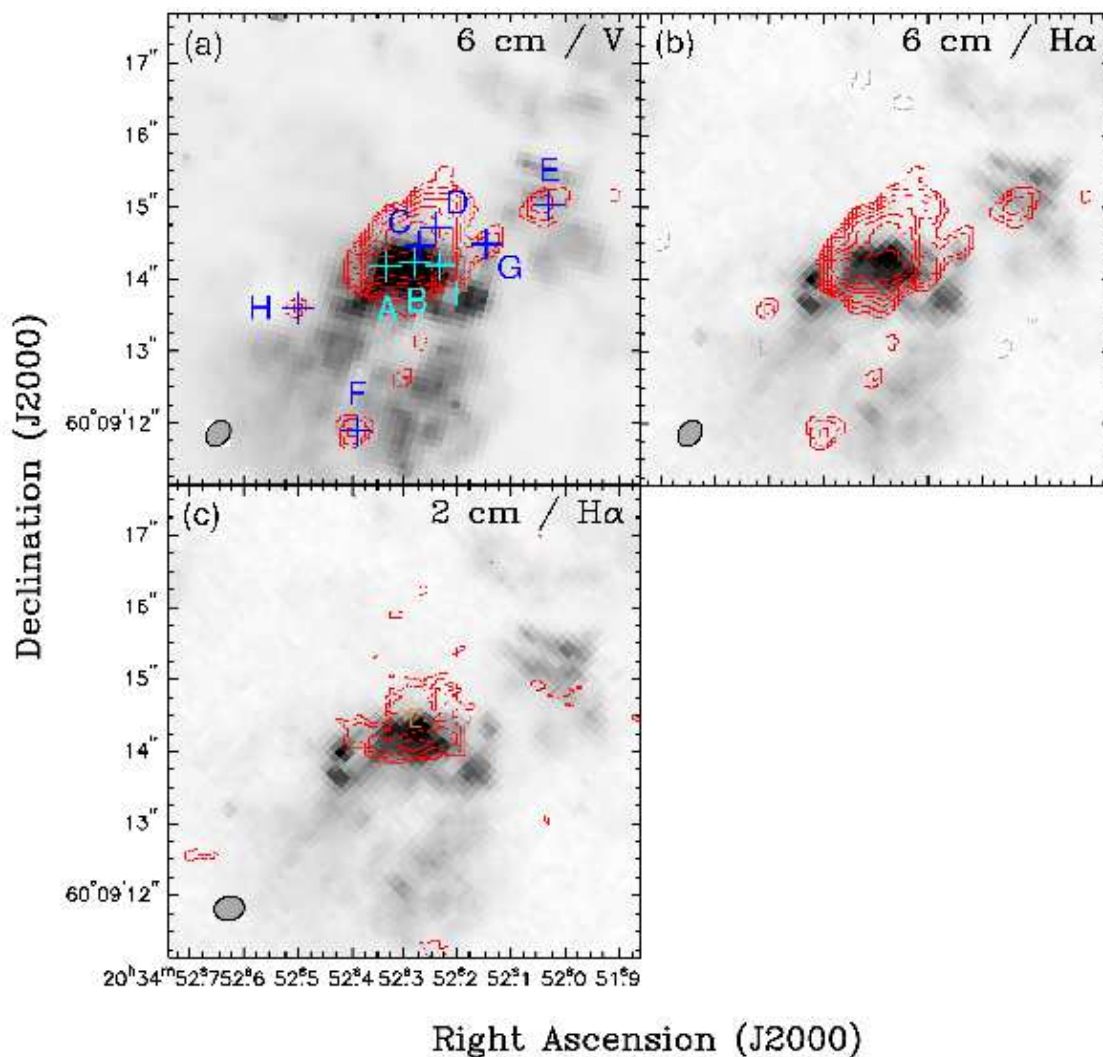 (a) 6 cm / V
(b) 6 cm / Hα
17"
16"
15"
14"
13"
60°09'12"
E
D
C
G
H
B
A
I
F
(c) 2 cm / Hα
17"
16"
15"
14"
13"
60°09'12"
20ʰ34ᵐ52ˢ.7 52ˢ.6 52ˢ.5 52ˢ.4 52ˢ.3 52ˢ.2 52ˢ.1 52ˢ.0 51ˢ.9
Declination (J2000)
Right Ascension (J2000)